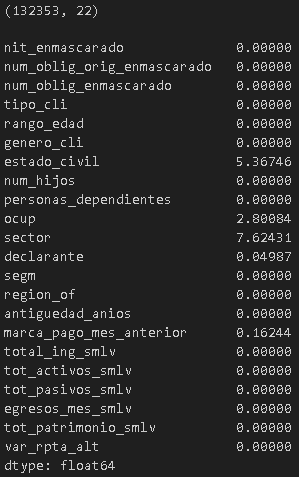 (132353, 22)
nit_enmascarado 0.00000
num_oblig_orig_enmascarado 0.00000
num_oblig_enmascarado 0.00000
tipo_cli 0.00000
rango_edad 0.00000
genero_cli 0.00000
estado_civil 5.36746
num_hijos 0.00000
personas_dependientes 0.00000
ocup 2.80084
sector 7.62431
declarante 0.04987
segm 0.00000
region_of 0.00000
antiguedad_anios 0.00000
marca_pago_mes_anterior 0.16244
total_ing_smlv 0.00000
tot_activos_smlv 0.00000
tot_pasivos_smlv 0.00000
egresos_mes_smlv 0.00000
tot_patrimonio_smlv 0.00000
var_rpta_alt 0.00000
dtype: float64